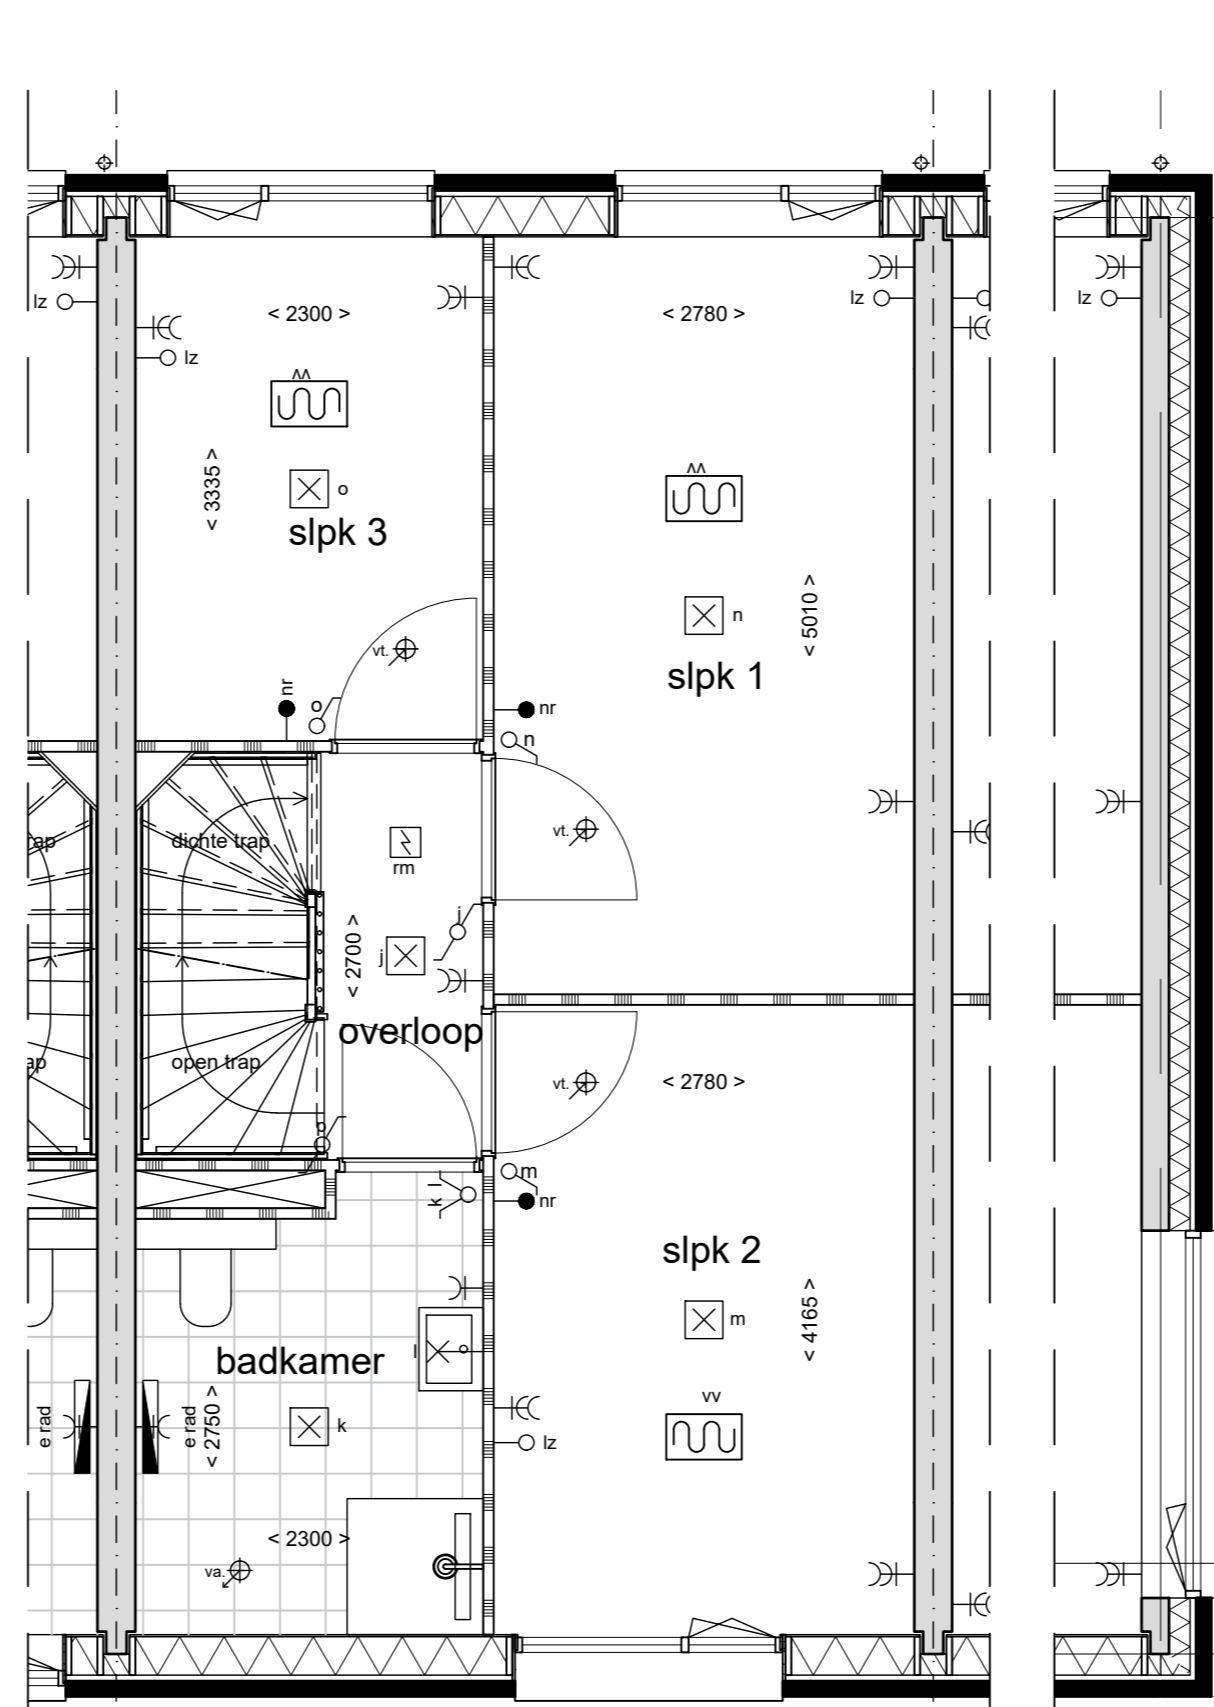 lz
lz
< 2300 >
< 2780 >
lz
lz
^^
< 3335 >
o
slpk 3
^^
n
< 5010 >
slpk 1
vt.
nr
o
nr
n
dichte trap
rap
rm
vt.
j
j
< 2700 >
overloop
open trap
ap
vt.
< 2780 >
o
m
nr
k
l
slpk 2
m
< 4165 >
l
badkamer
vv
k
e rad
e rad
< 2750 >
lz
< 2300 >
va.